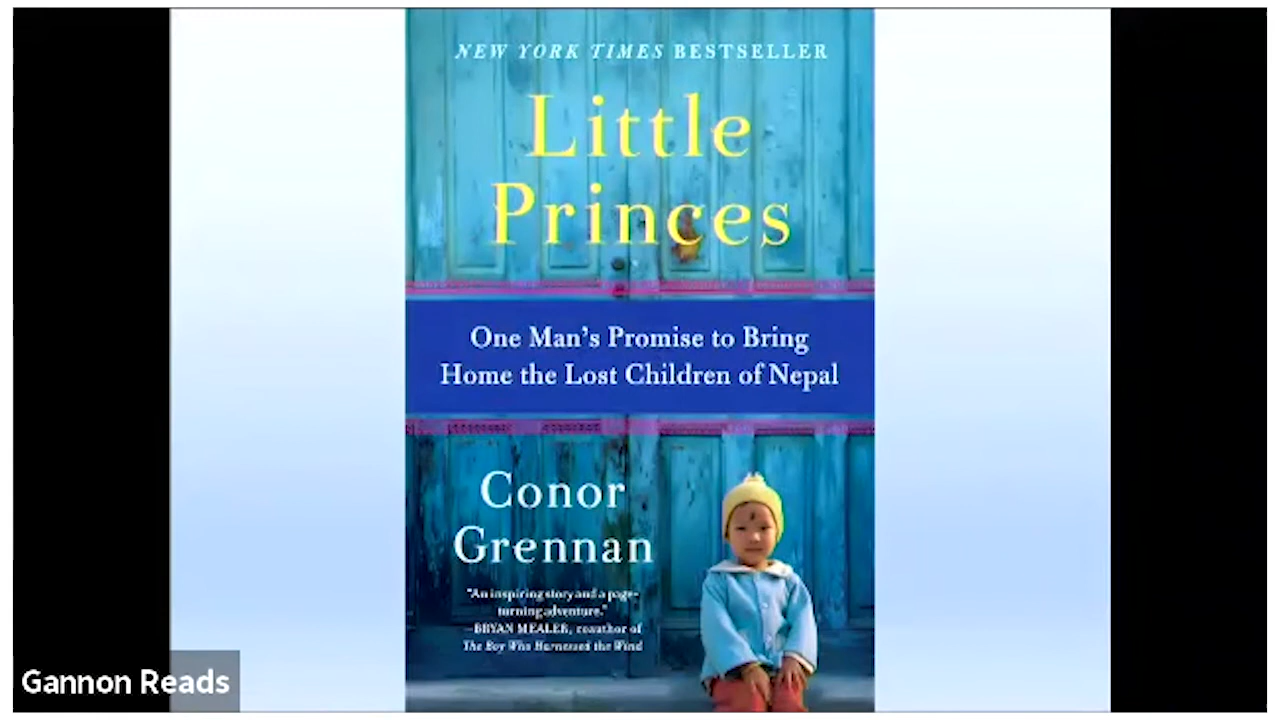 NEW YORK TIMES BESTSELLER
Little
Princes
One Man's Promise to Bring
Home the Lost Children of Nepal
Conor
Grennan
"An inspiring story and a page-
turning adventure."
—BRYAN MEALER, coauthor of
The Boy Who Harnessed the Wind
Gannon Reads